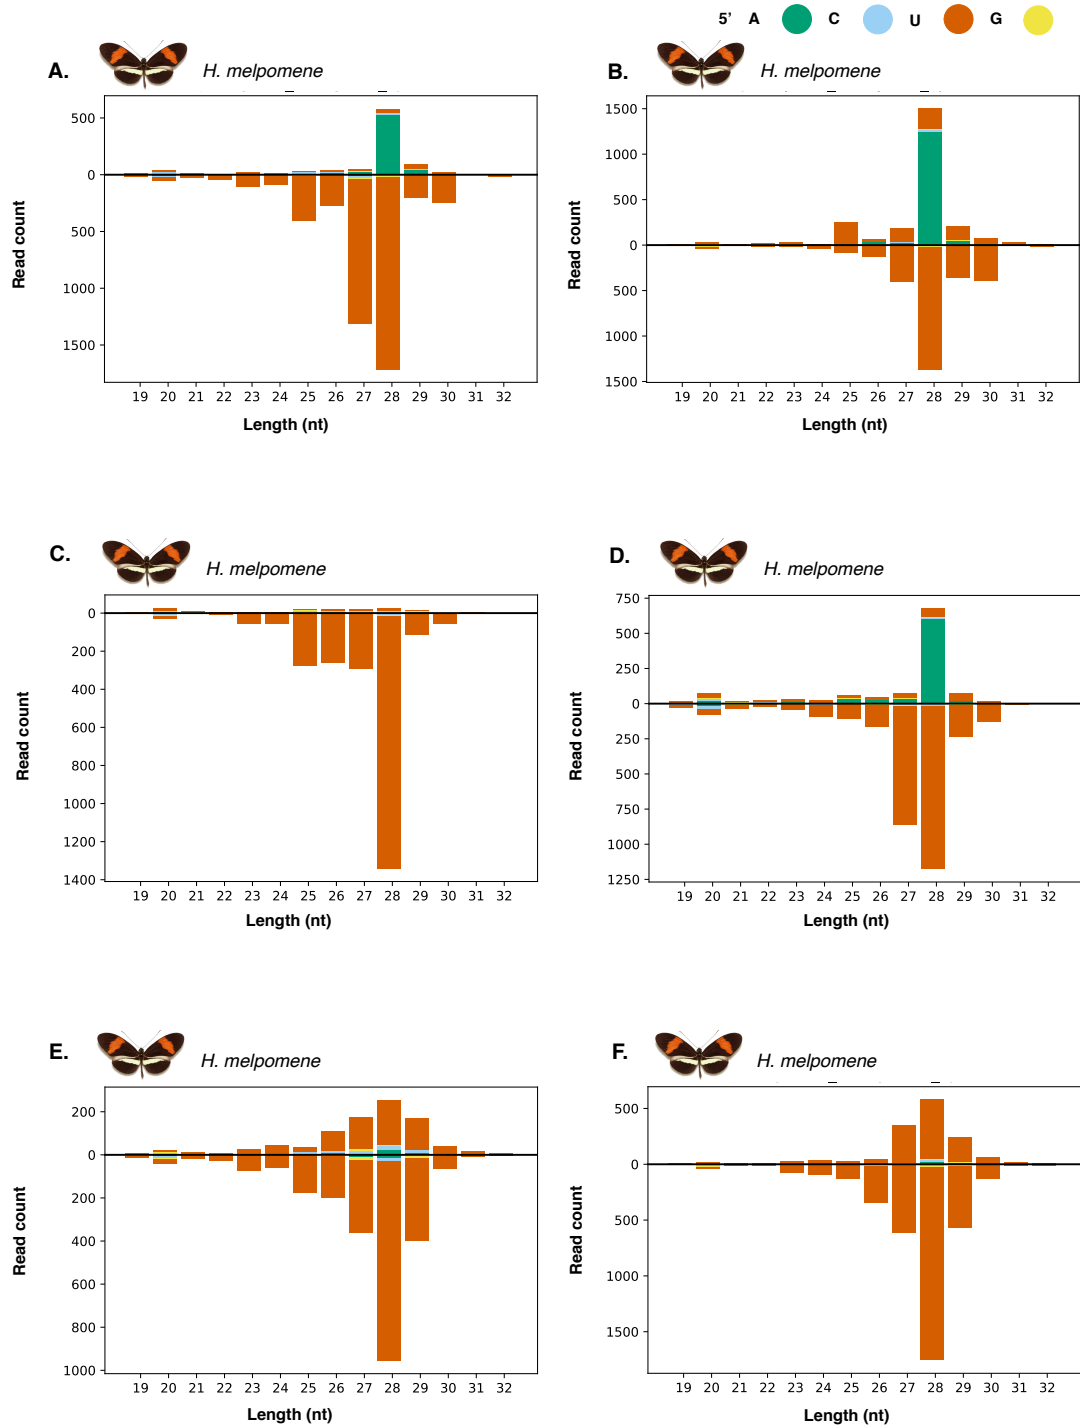 5’ A C U G
A. H. melpomene
B. H. melpomene
500
0
500
1000
1500
Read count
19 20 21 22 23 24 25 26 27 28 29 30 31 32
Length (nt)
1500
1000
500
0
500
1000
1500
Read count
19 20 21 22 23 24 25 26 27 28 29 30 31 32
Length (nt)
C. H. melpomene
D. H. melpomene
0
200
400
600
800
1000
1200
1400
Read count
19 20 21 22 23 24 25 26 27 28 29 30 31 32
Length (nt)
750
500
250
0
250
500
750
1000
1250
Read count
19 20 21 22 23 24 25 26 27 28 29 30 31 32
Length (nt)
E. H. melpomene
F. H. melpomene
200
0
200
400
600
800
1000
Read count
19 20 21 22 23 24 25 26 27 28 29 30 31 32
Length (nt)
500
0
500
1000
1500
Read count
19 20 21 22 23 24 25 26 27 28 29 30 31 32
Length (nt)